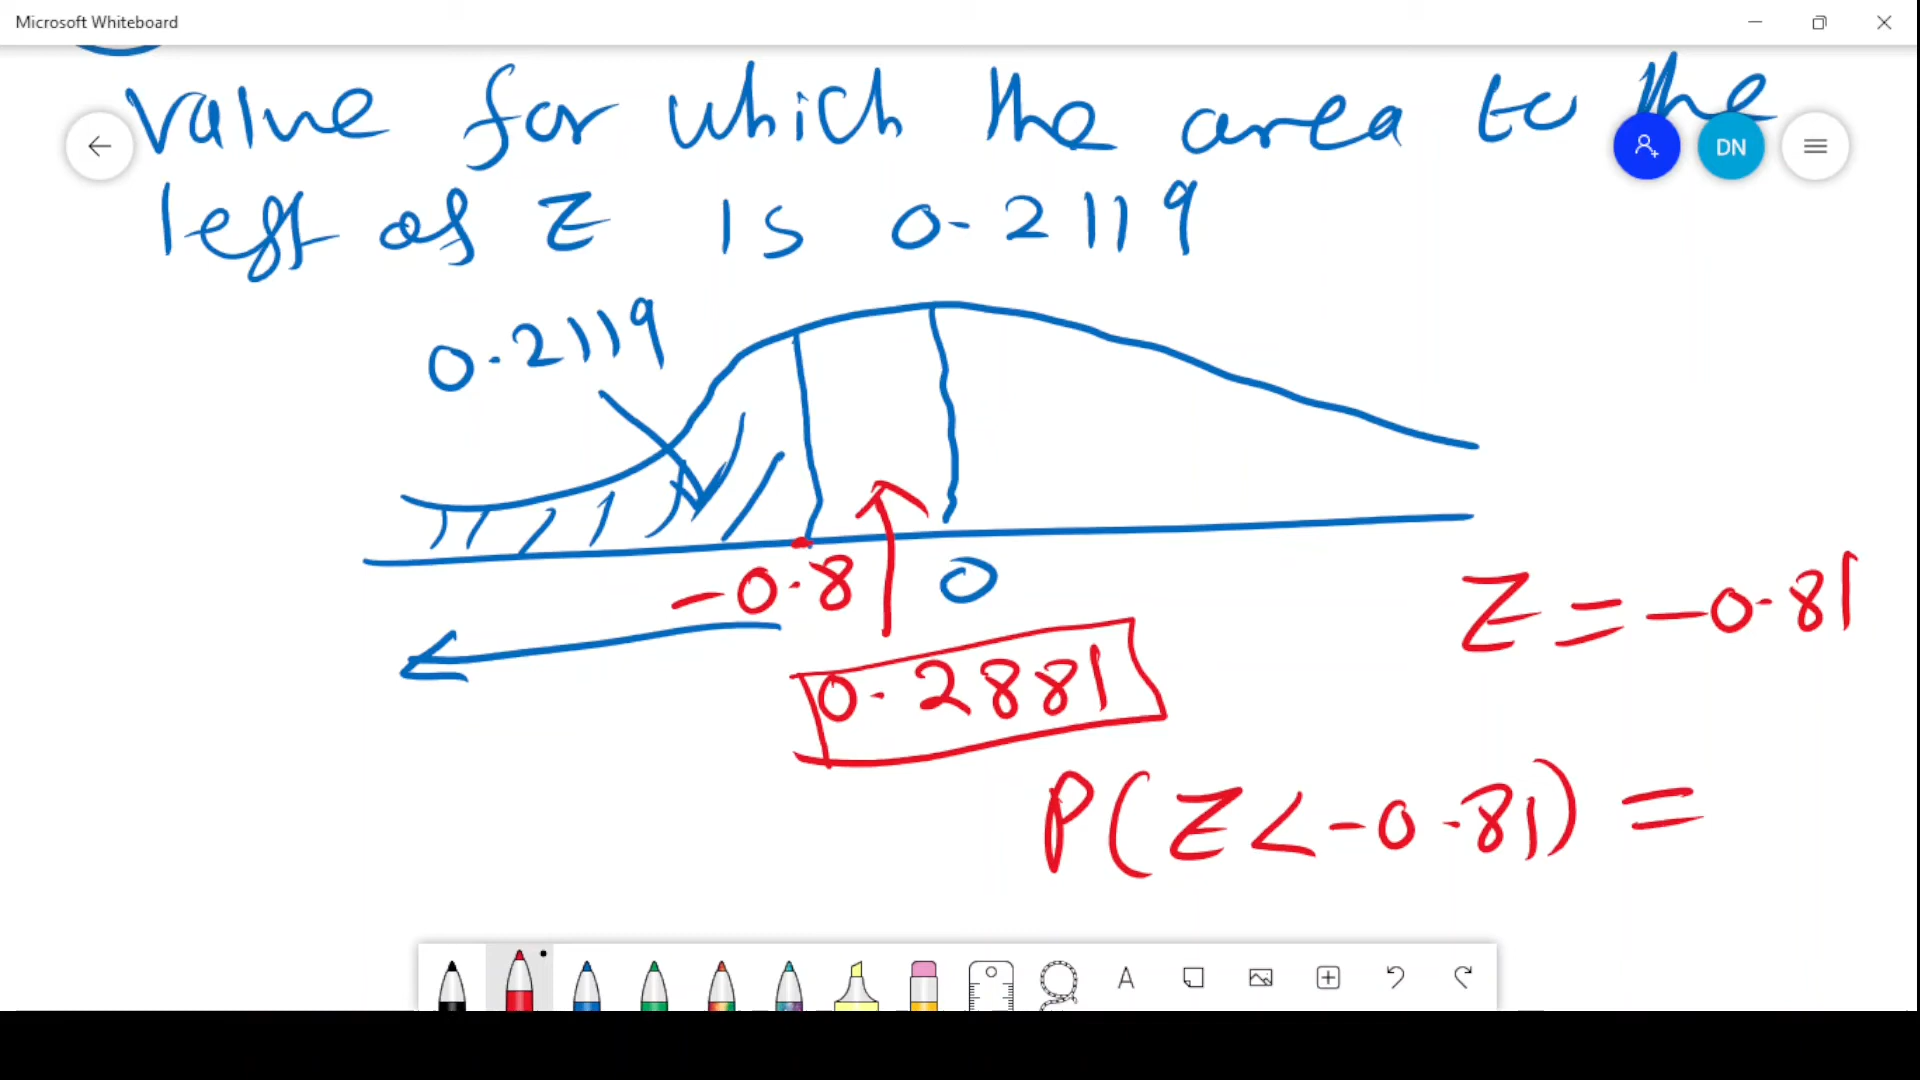 Microsoft Whiteboard
value for which the area to the
left of Z is 0.2119
DN
0.2119
-0.8
0
Z = -0.81
0.2881
P(Z < -0.81) =
A